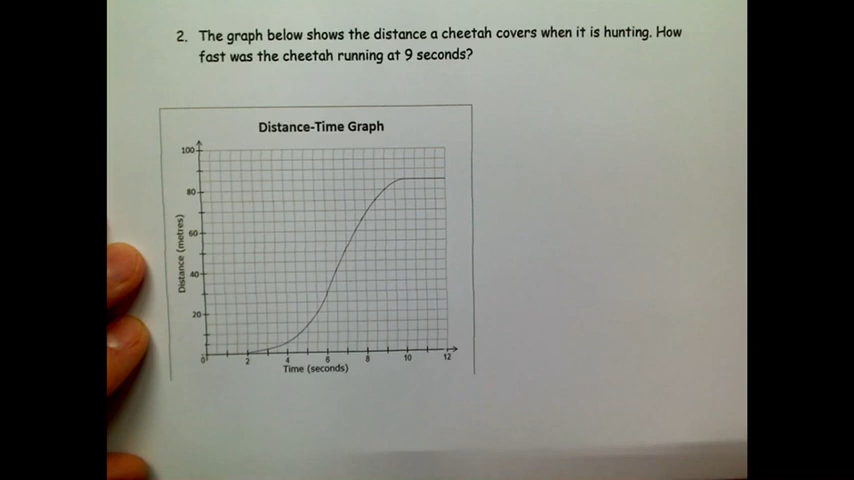 2. The graph below shows the distance a cheetah covers when it is hunting. How
fast was the cheetah running at 9 seconds?
Distance-Time Graph
100
80
60
40
20
Distance (metres)
0 2 4 6 8 10 12
Time (seconds)